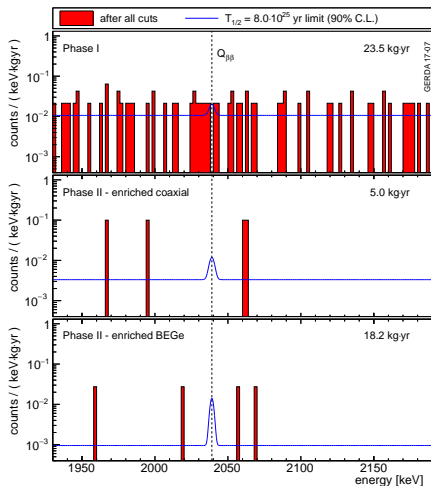 after all cuts T1/2 = 8.0·10²⁵ yr limit (90% C.L.)
Phase I 23.5 kg·yr
Qββ
GERDA 17-07
counts / ( keV·kg·yr)
10⁻¹
10⁻²
10⁻³
Phase II - enriched coaxial 5.0 kg·yr
counts / ( keV·kg·yr)
1
10⁻¹
10⁻²
10⁻³
Phase II - enriched BEGe 18.2 kg·yr
counts / ( keV·kg·yr)
1
10⁻¹
10⁻²
10⁻³
1950 2000 2050 2100 2150
energy [keV]